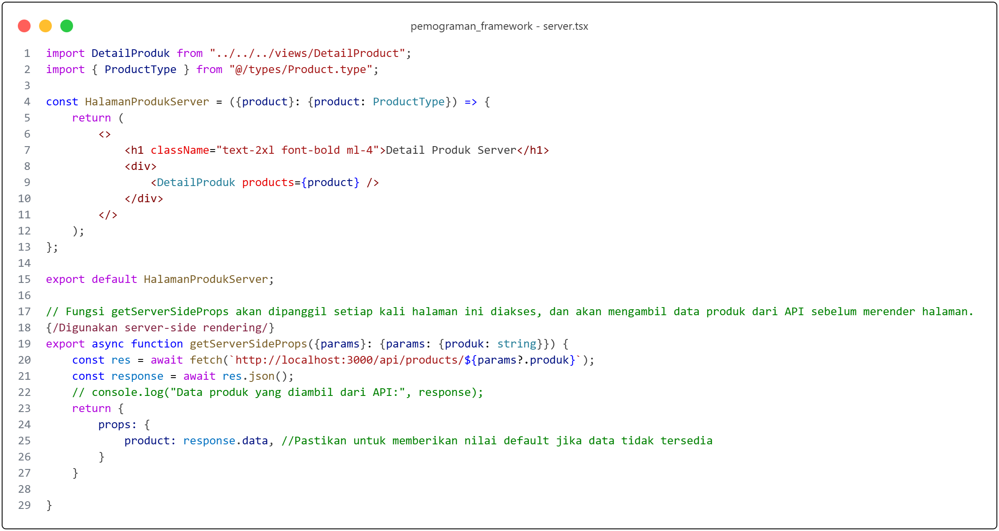 pemograman_framework - server.tsx
1 import DetailProduk from "../../../views/DetailProduct";
2 import { ProductType } from "@/types/Product.type";
3
4 const HalamanProdukServer = ({product}: {product: ProductType}) => {
5     return (
6         <>
7             <h1 className="text-2xl font-bold ml-4">Detail Produk Server</h1>
8             <div>
9                 <DetailProduk products={product} />
10             </div>
11         </>
12     );
13 };
14
15 export default HalamanProdukServer;
16
17 // Fungsi getServerSideProps akan dipanggil setiap kali halaman ini diakses, dan akan mengambil data produk dari API sebelum merender halaman.
18 {/Digunakan server-side rendering/}
19 export async function getServerSideProps({params}: {params: {produk: string}}) {
20     const res = await fetch(`http://localhost:3000/api/products/${params?.produk}`);
21     const response = await res.json();
22     // console.log("Data produk yang diambil dari API:", response);
23     return {
24         props: {
25             product: response.data, //Pastikan untuk memberikan nilai default jika data tidak tersedia
26         }
27     }
28
29 }